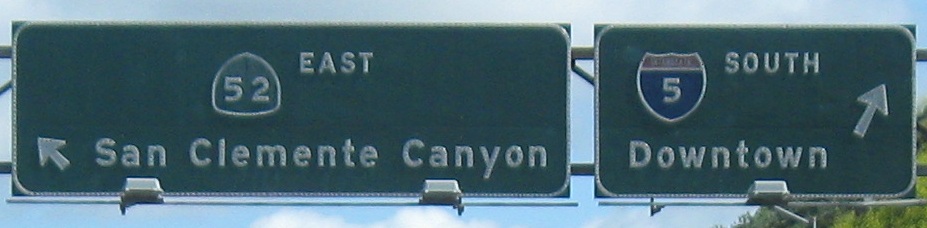 EAST
52
San Clemente Canyon
SOUTH
5
Downtown